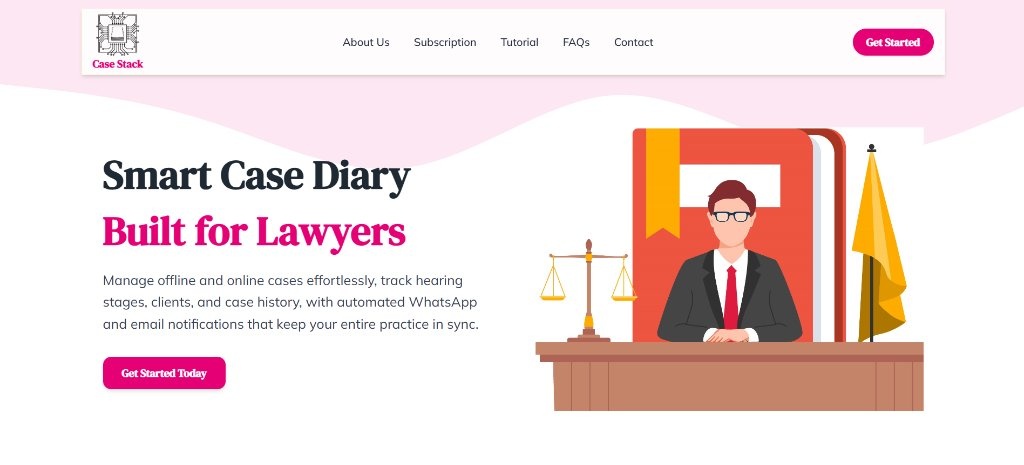 Case Stack
About Us
Subscription
Tutorial
FAQs
Contact
Get Started
Smart Case Diary
Built for Lawyers
Manage offline and online cases effortlessly, track hearing
stages, clients, and case history, with automated WhatsApp
and email notifications that keep your entire practice in sync.
Get Started Today